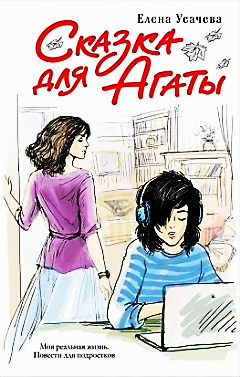 Елена Усачева
Сказка
для Агаты
Моя реальная жизнь.
Повести для подростков